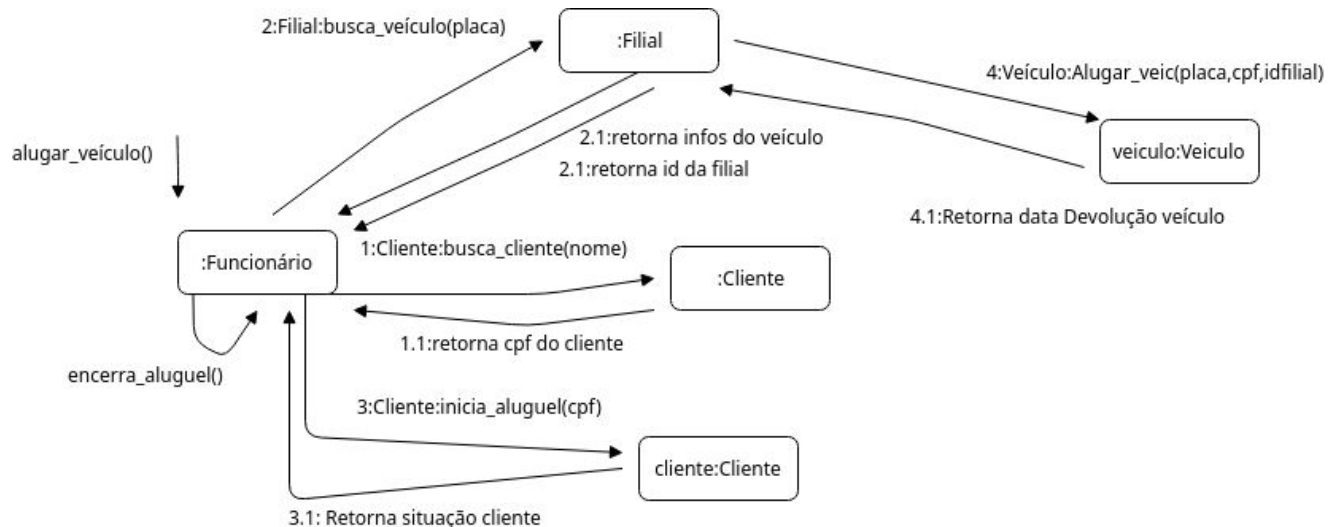 2:Filial:busca_veículo(placa)
:Filial
4:Veículo:Alugar_veic(placa,cpf,idfilial)
alugar_veículo()
2.1:retorna infos do veículo
2.1:retorna id da filial
veiculo:Veiculo
4.1:Retorna data Devolução veículo
:Funcionário
1:Cliente:busca_cliente(nome)
:Cliente
1.1:retorna cpf do cliente
encerra_aluguel()
3:Cliente:inicia_aluguel(cpf)
cliente:Cliente
3.1: Retorna situação cliente